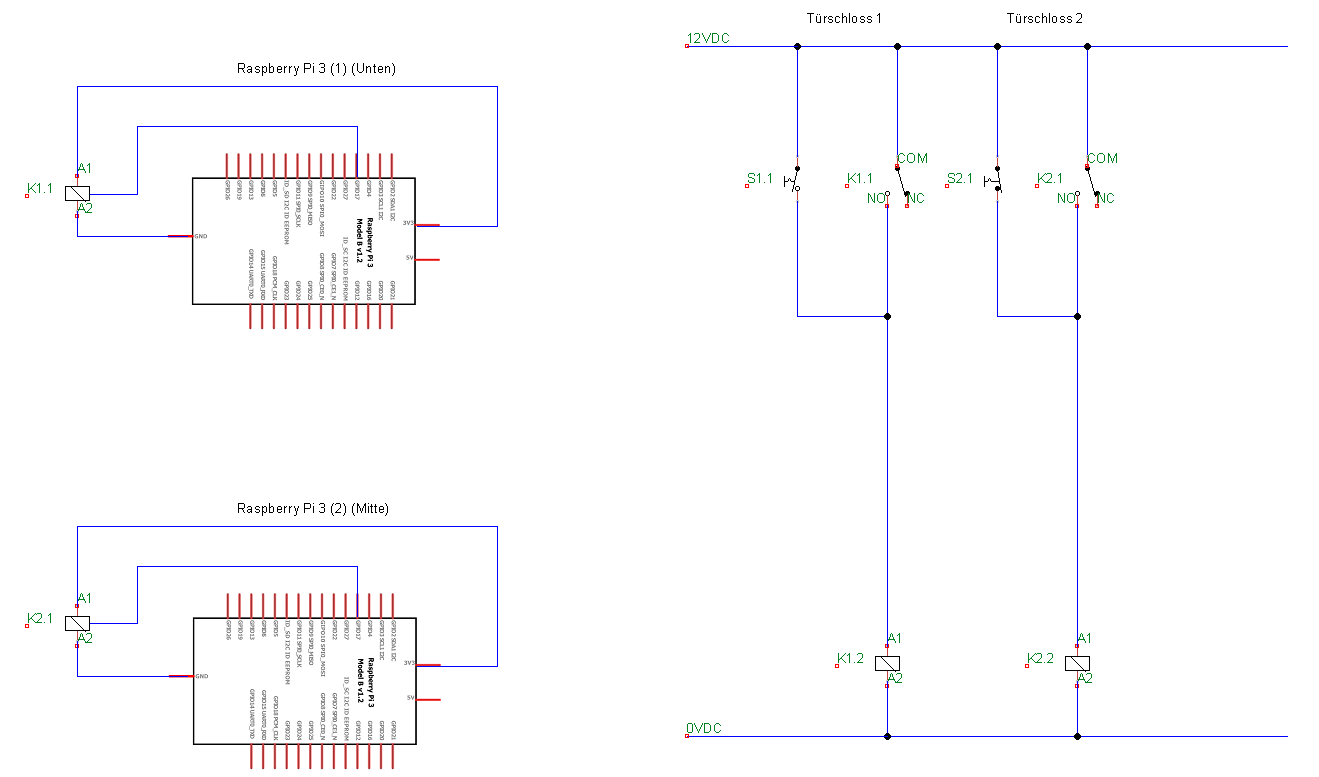 Türschloss 1
Türschloss 2
12VDC
Raspberry Pi 3 (1) (Unten)
A1
K1.1
A2
GPIO26
GPIO19
GPIO13
GPIO6
GPIO5
ID_SD I2C ID EEPROM
GPIO11 SPI0_SCLK
GPIO9 SPI0_MISO
GIPO10 SPI0_MOSI
GPIO22
GPIO27
GPIO17
GPIO4
GPIO3 SCL1 I2C
GPIO2 SDA1 I2C
Raspberry Pi 3
Model B v1.2
3V3
5V
GND
GPIO14 UART0_TXD
GPIO15 UART0_RXD
GPIO18 PCM_CLK
GPIO23
GPIO24
GPIO25
GPIO8 SPI0_CE0_N
GPIO7 SPI0_CE1_N
ID_SC I2C ID EEPROM
GPIO12
GPIO16
GPIO20
GPIO21
S1.1
K1.1
COM
NO
NC
S2.1
K2.1
COM
NO
NC
Raspberry Pi 3 (2) (Mitte)
A1
K2.1
A2
GPIO26
GPIO19
GPIO13
GPIO6
GPIO5
ID_SD I2C ID EEPROM
GPIO11 SPI0_SCLK
GPIO9 SPI0_MISO
GIPO10 SPI0_MOSI
GPIO22
GPIO27
GPIO17
GPIO4
GPIO3 SCL1 I2C
GPIO2 SDA1 I2C
Raspberry Pi 3
Model B v1.2
3V3
5V
GND
GPIO14 UART0_TXD
GPIO15 UART0_RXD
GPIO18 PCM_CLK
GPIO23
GPIO24
GPIO25
GPIO8 SPI0_CE0_N
GPIO7 SPI0_CE1_N
ID_SC I2C ID EEPROM
GPIO12
GPIO16
GPIO20
GPIO21
A1
K1.2
A2
A1
K2.2
A2
0VDC